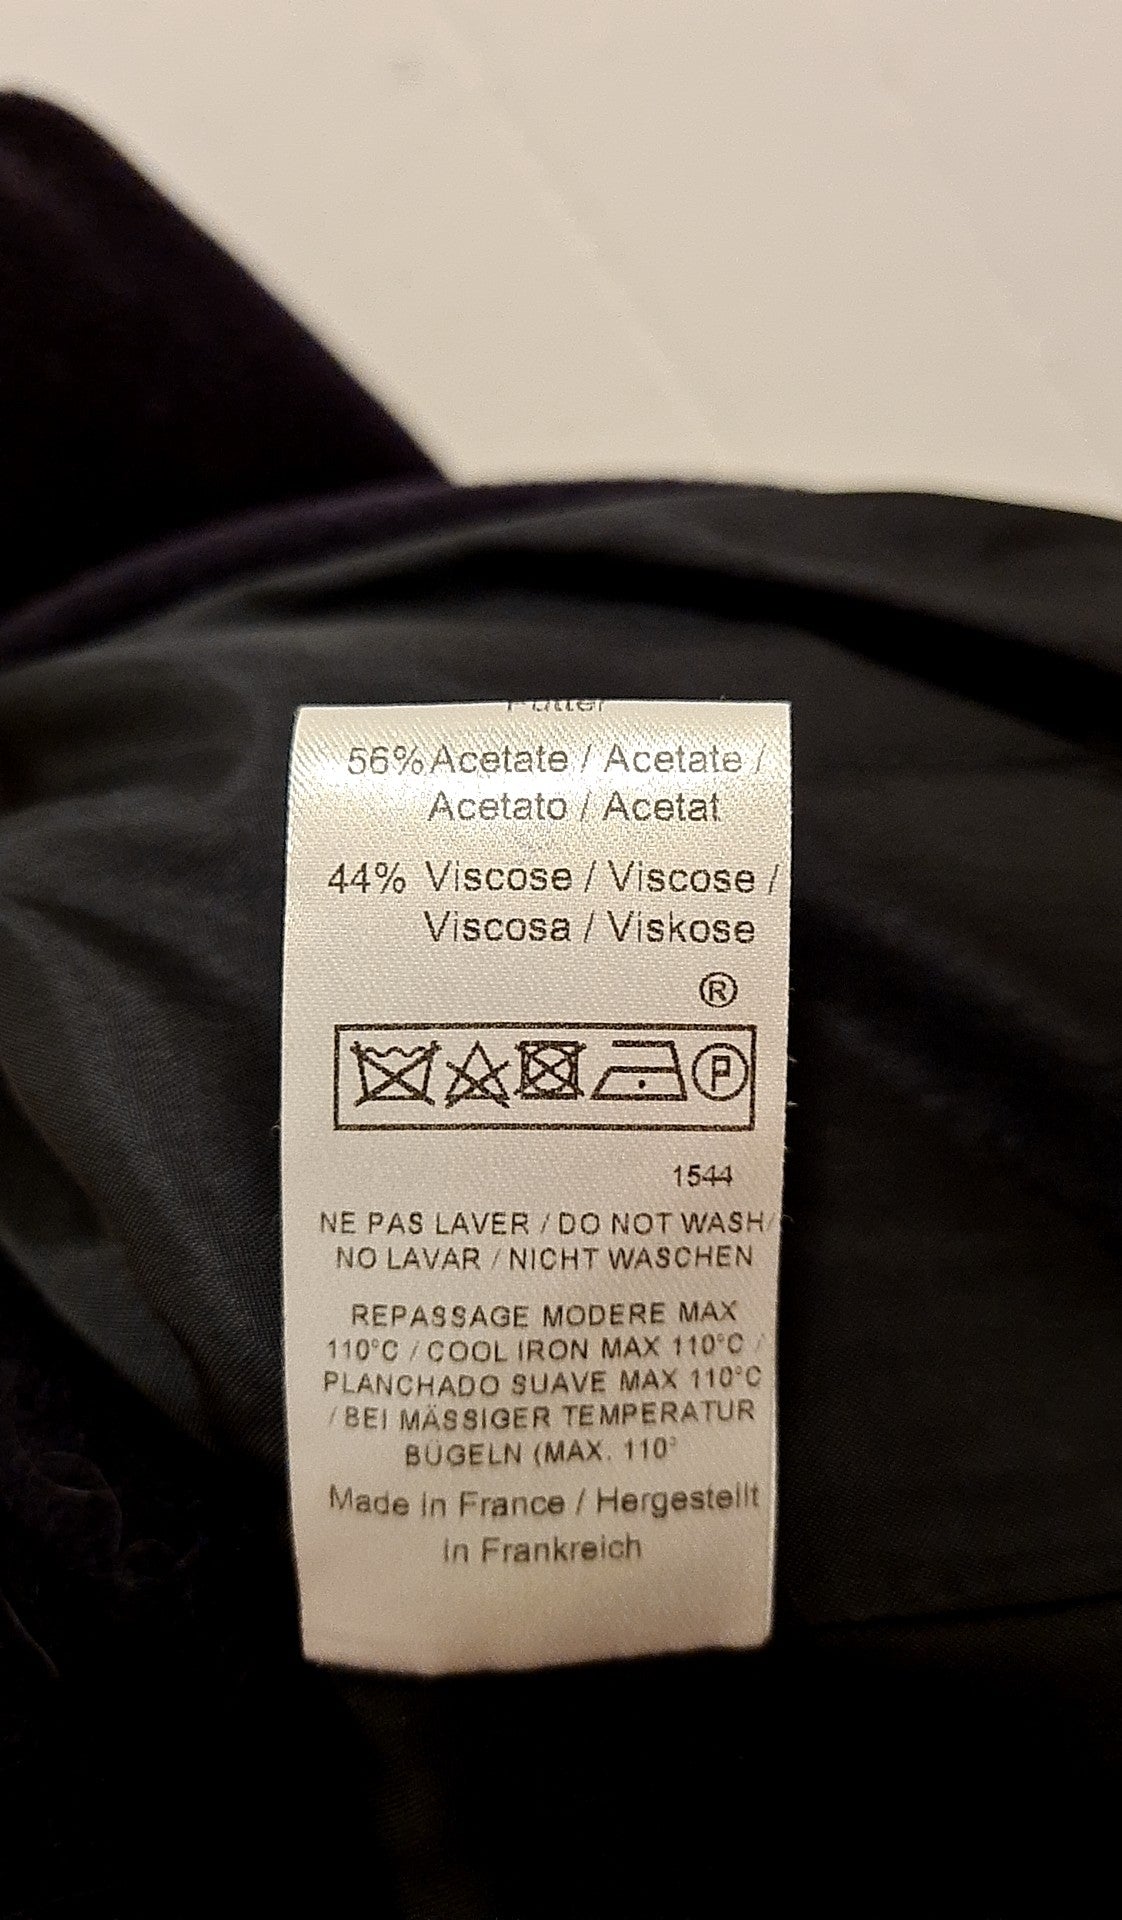 Futter
56% Acetate / Acetate /
Acetato / Acetat
44% Viscose / Viscose /
Viscosa / Viskose
®
P
1544
NE PAS LAVER / DO NOT WASH/
NO LAVAR / NICHT WASCHEN
REPASSAGE MODERE MAX
110°C / COOL IRON MAX 110°C /
PLANCHADO SUAVE MAX 110°C
/ BEI MÄSSIGER TEMPERATUR
BÜGELN (MAX. 110°
Made in France / Hergestellt
in Frankreich